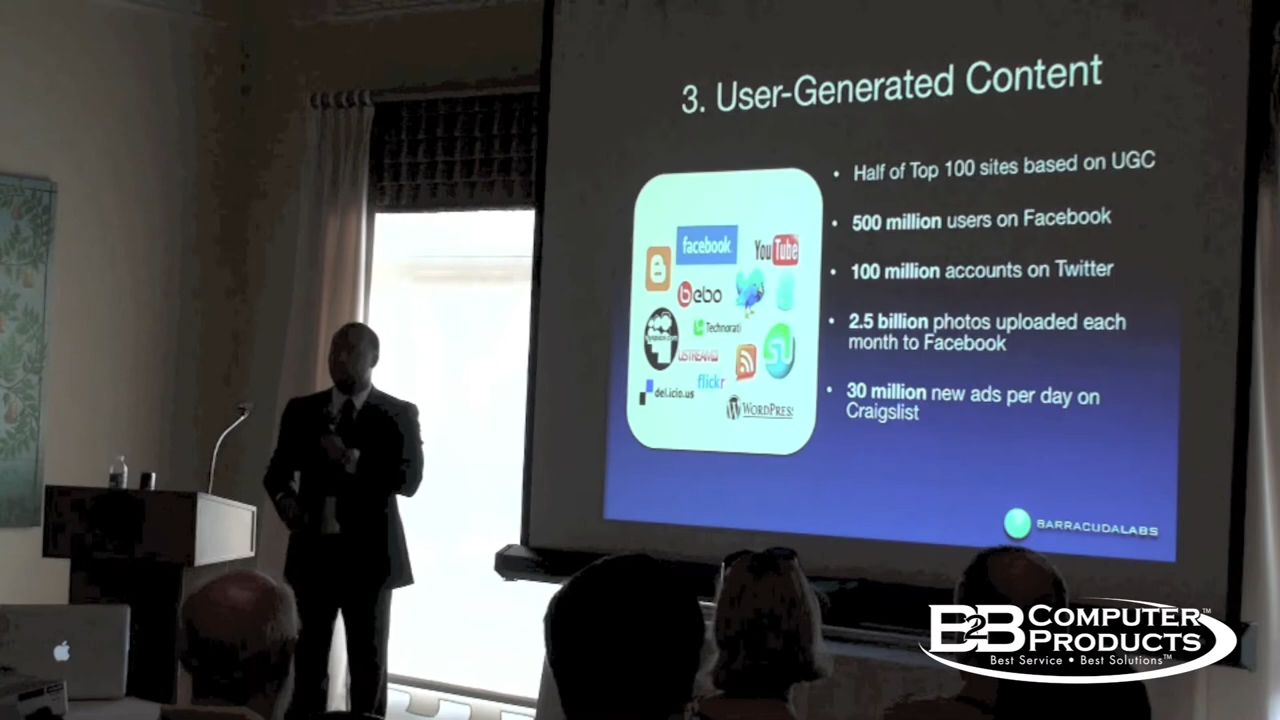 3. User-Generated Content
• Half of Top 100 sites based on UGC
• 500 million users on Facebook
• 100 million accounts on Twitter
• 2.5 billion photos uploaded each
month to Facebook
• 30 million new ads per day on
Craigslist
facebook
YouTube
bebo
Technorati
USTREAM
flickr
del.icio.us
WORDPRESS
BARRACUDALABS
B2B COMPUTER™
PRODUCTS
Best Service • Best Solutions™